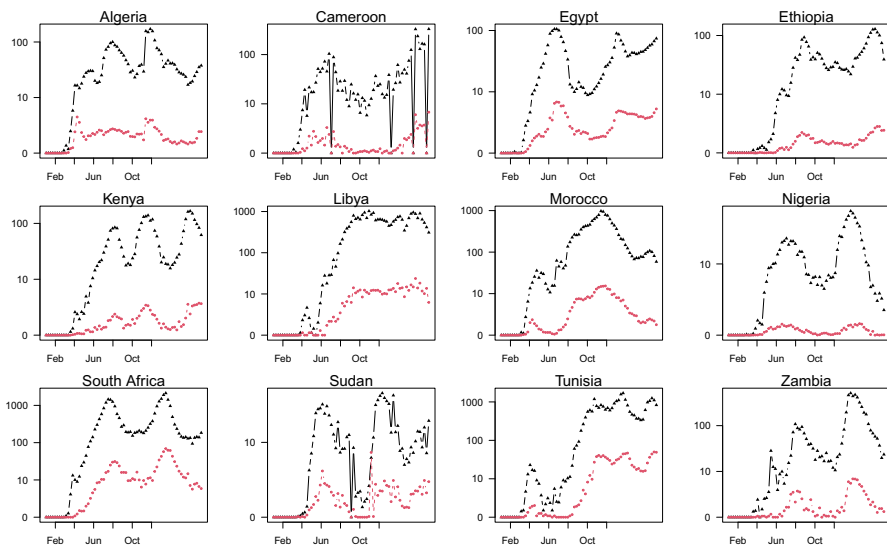 Algeria
Cameroon
Egypt
Ethiopia
100
10
0
Feb Jun Oct
100
10
0
Feb Jun Oct
100
10
0
Feb Jun Oct
100
10
0
Feb Jun Oct
Kenya
Libya
Morocco
Nigeria
100
10
0
Feb Jun Oct
1000
100
10
0
Feb Jun Oct
1000
100
10
0
Feb Jun Oct
10
0
Feb Jun Oct
South Africa
Sudan
Tunisia
Zambia
1000
100
10
0
Feb Jun Oct
10
0
Feb Jun Oct
1000
100
10
0
Feb Jun Oct
100
10
0
Feb Jun Oct